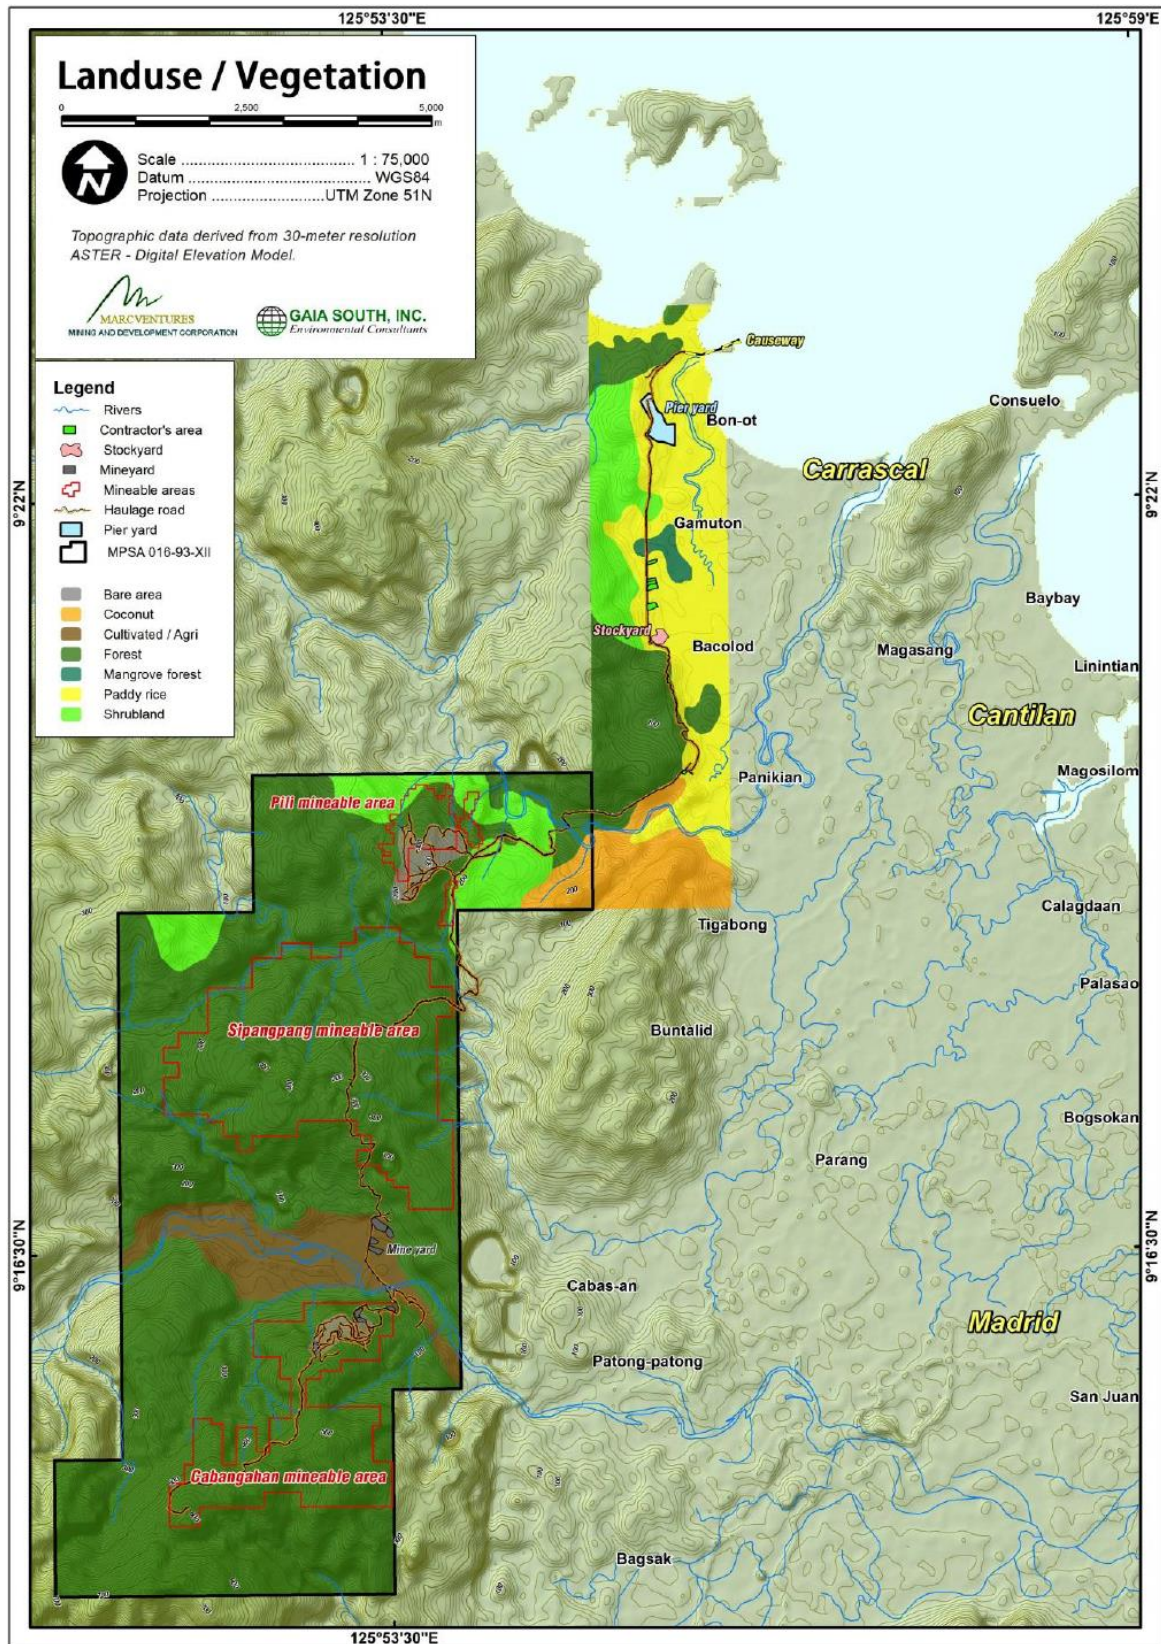 125°53'30"E
125°59'E
Landuse / Vegetation
0 2,500 5,000
m
Scale ..................................... 1 : 75,000
Datum ....................................... WGS84
Projection ........................UTM Zone 51N
Topographic data derived from 30-meter resolution
ASTER - Digital Elevation Model.
MARCVENTURES
MINING AND DEVELOPMENT CORPORATION
GAIA SOUTH, INC.
Environmental Consultants
Legend
Rivers
Contractor's area
Stockyard
Mineyard
Mineable areas
Haulage road
Pier yard
MPSA 016-93-XII
Bare area
Coconut
Cultivated / Agri
Forest
Mangrove forest
Paddy rice
Shrubland
Causeway
Consuelo
Pier yard
Bon-ot
Carrascal
9°22'N
9°22'N
Gamuton
Baybay
Stockyard
Bacolod
Magasang
Linintian
Cantilan
Panikian
Magosilom
Pili mineable area
Calagdaan
Tigabong
Palasao
Sipangpang mineable area
Buntalid
Bogsokan
Parang
Mine yard
9°16'30"N
9°16'30"N
Cabas-an
Madrid
Patong-patong
San Juan
Cabangahan mineable area
Bagsak
125°53'30"E